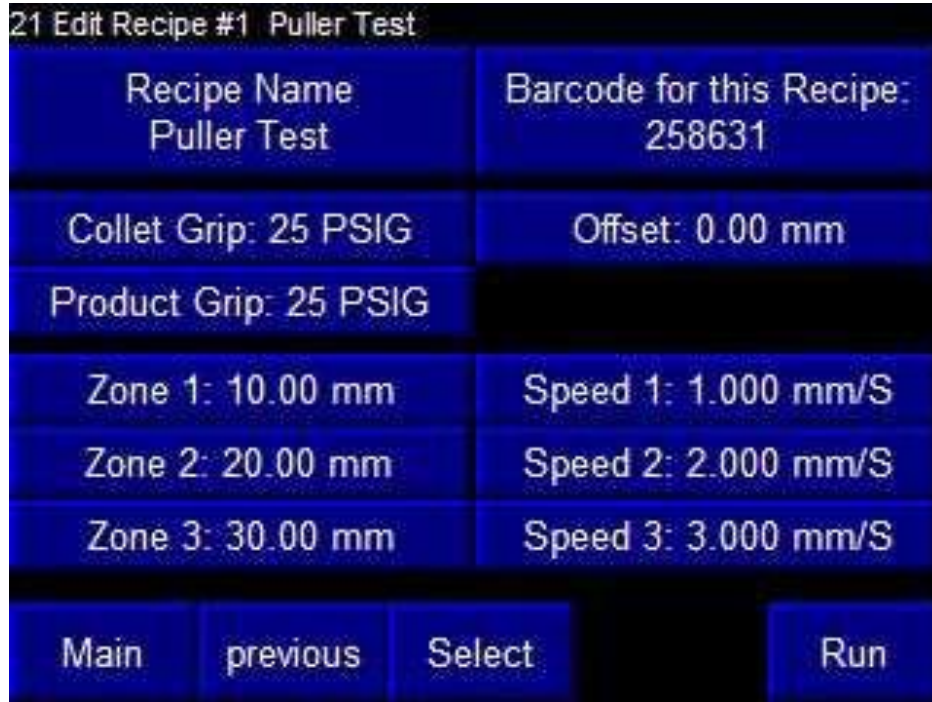 21 Edit Recipe #1 Puller Test
Recipe Name
Puller Test
Barcode for this Recipe:
258631
Collet Grip: 25 PSIG
Offset: 0.00 mm
Product Grip: 25 PSIG
Zone 1: 10.00 mm
Speed 1: 1.000 mm/S
Zone 2: 20.00 mm
Speed 2: 2.000 mm/S
Zone 3: 30.00 mm
Speed 3: 3.000 mm/S
Main
previous
Select
Run